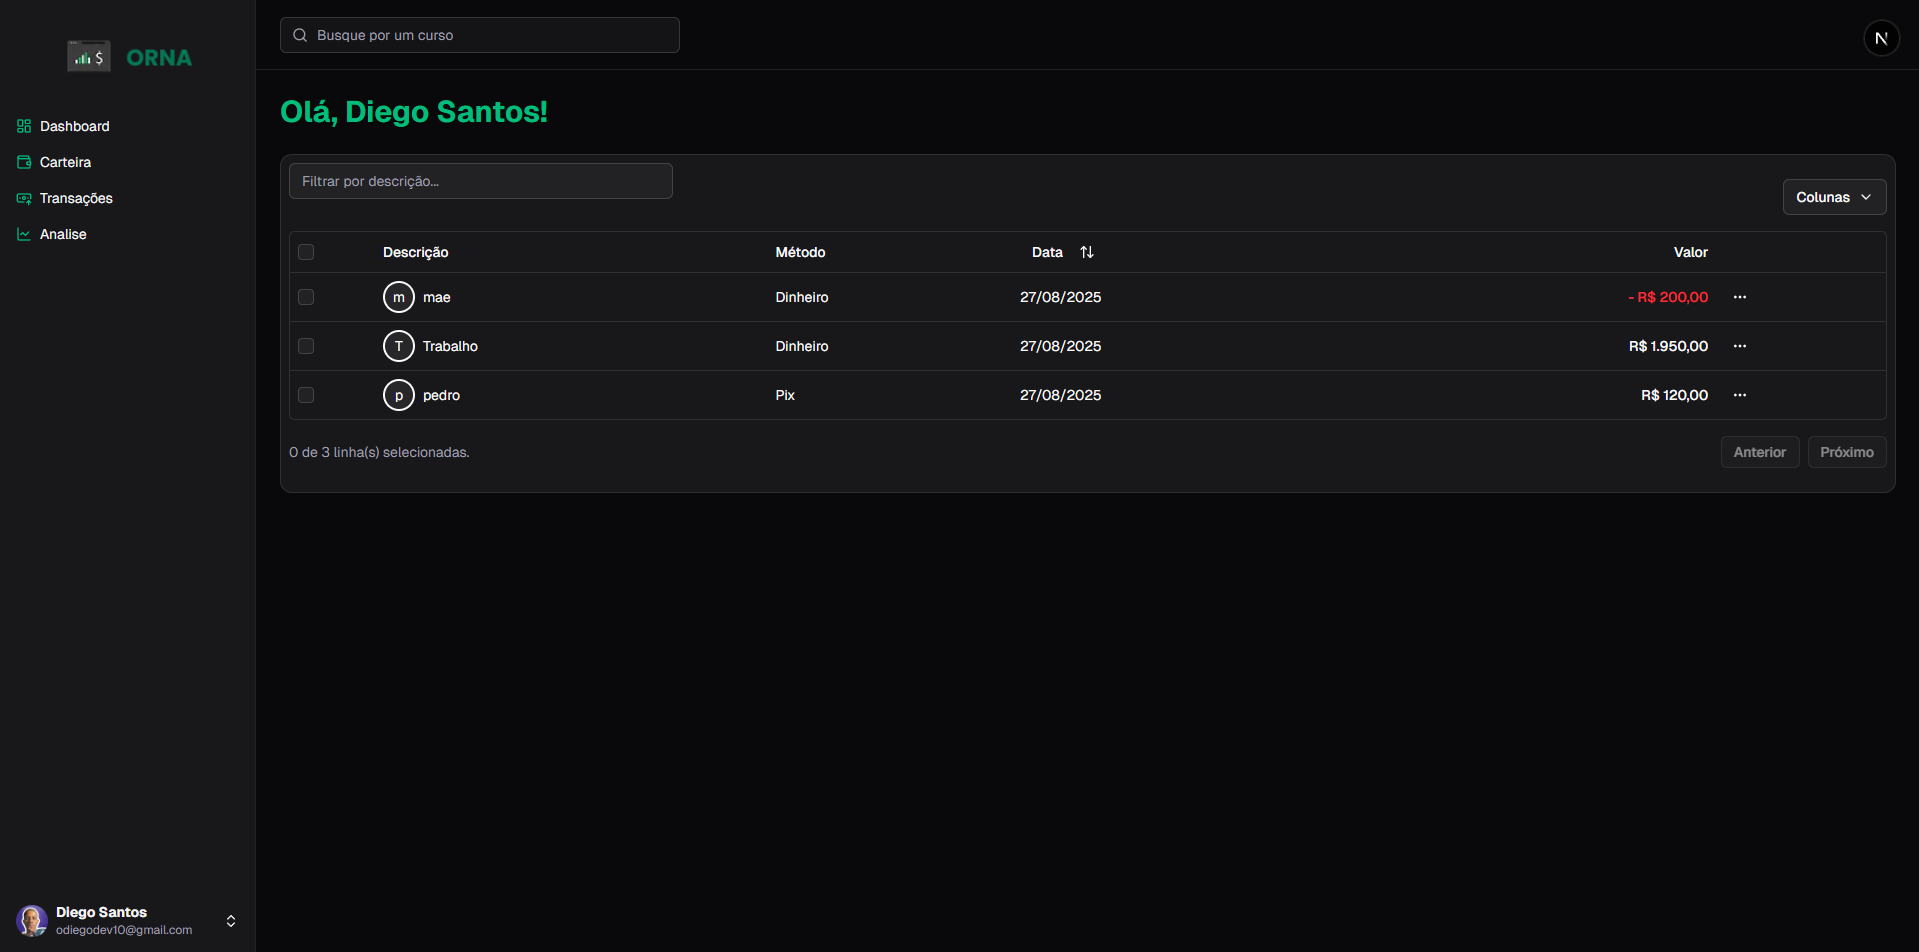 $ ORNA
Busque por um curso
N
Dashboard
Carteira
Transações
Analise
Olá, Diego Santos!
Filtrar por descrição...
Colunas
Descrição Método Data Valor
m mae Dinheiro 27/08/2025 - R$ 200,00
T Trabalho Dinheiro 27/08/2025 R$ 1.950,00
p pedro Pix 27/08/2025 R$ 120,00
0 de 3 linha(s) selecionadas.
Anterior Próximo
Diego Santos
odiegodev10@gmail.com